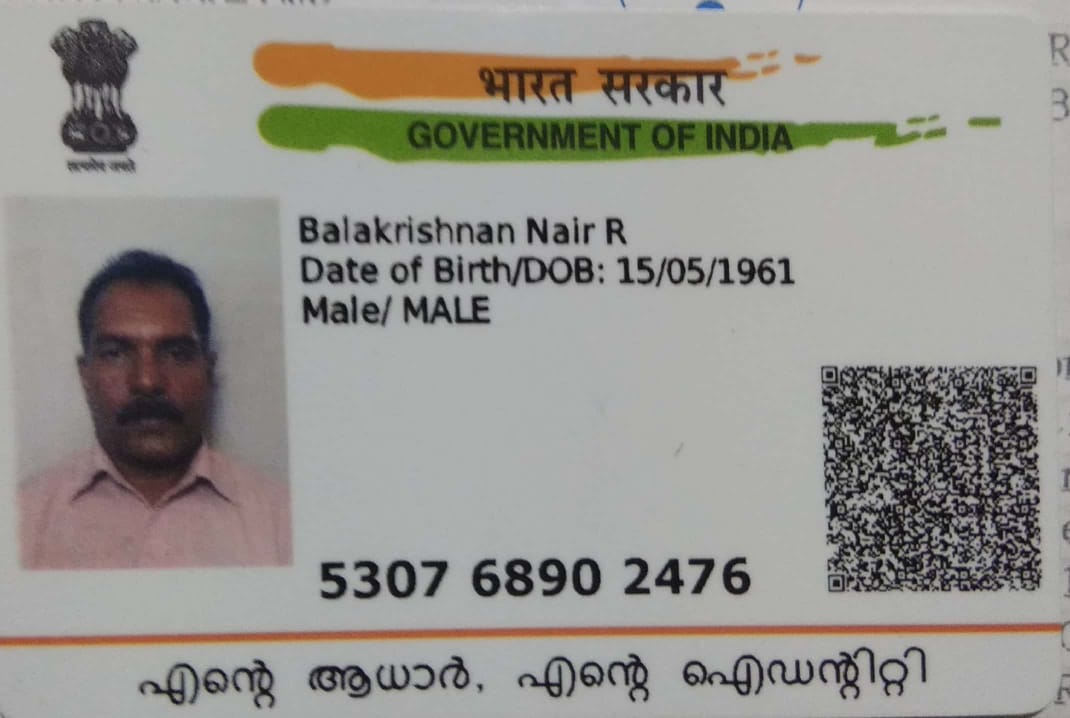 भारत सरकार
GOVERNMENT OF INDIA
सत्यमेव जयते
Balakrishnan Nair R
Date of Birth/DOB: 15/05/1961
Male/ MALE
5307 6890 2476
എന്റെ ആധാർ, എന്റെ ഐഡന്റിറ്റി